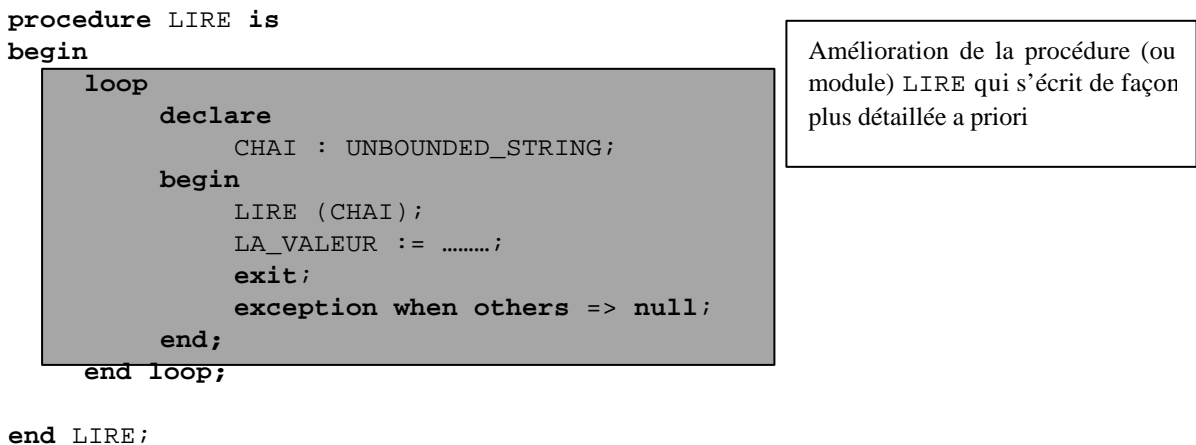 procedure LIRE is
begin
loop
declare
CHAI : UNBOUNDED_STRING;
begin
LIRE (CHAI);
LA_VALEUR := ………;
exit;
exception when others => null;
end;
end loop;
end LIRE;
Amélioration de la procédure (ou
module) LIRE qui s’écrit de façon
plus détaillée a priori